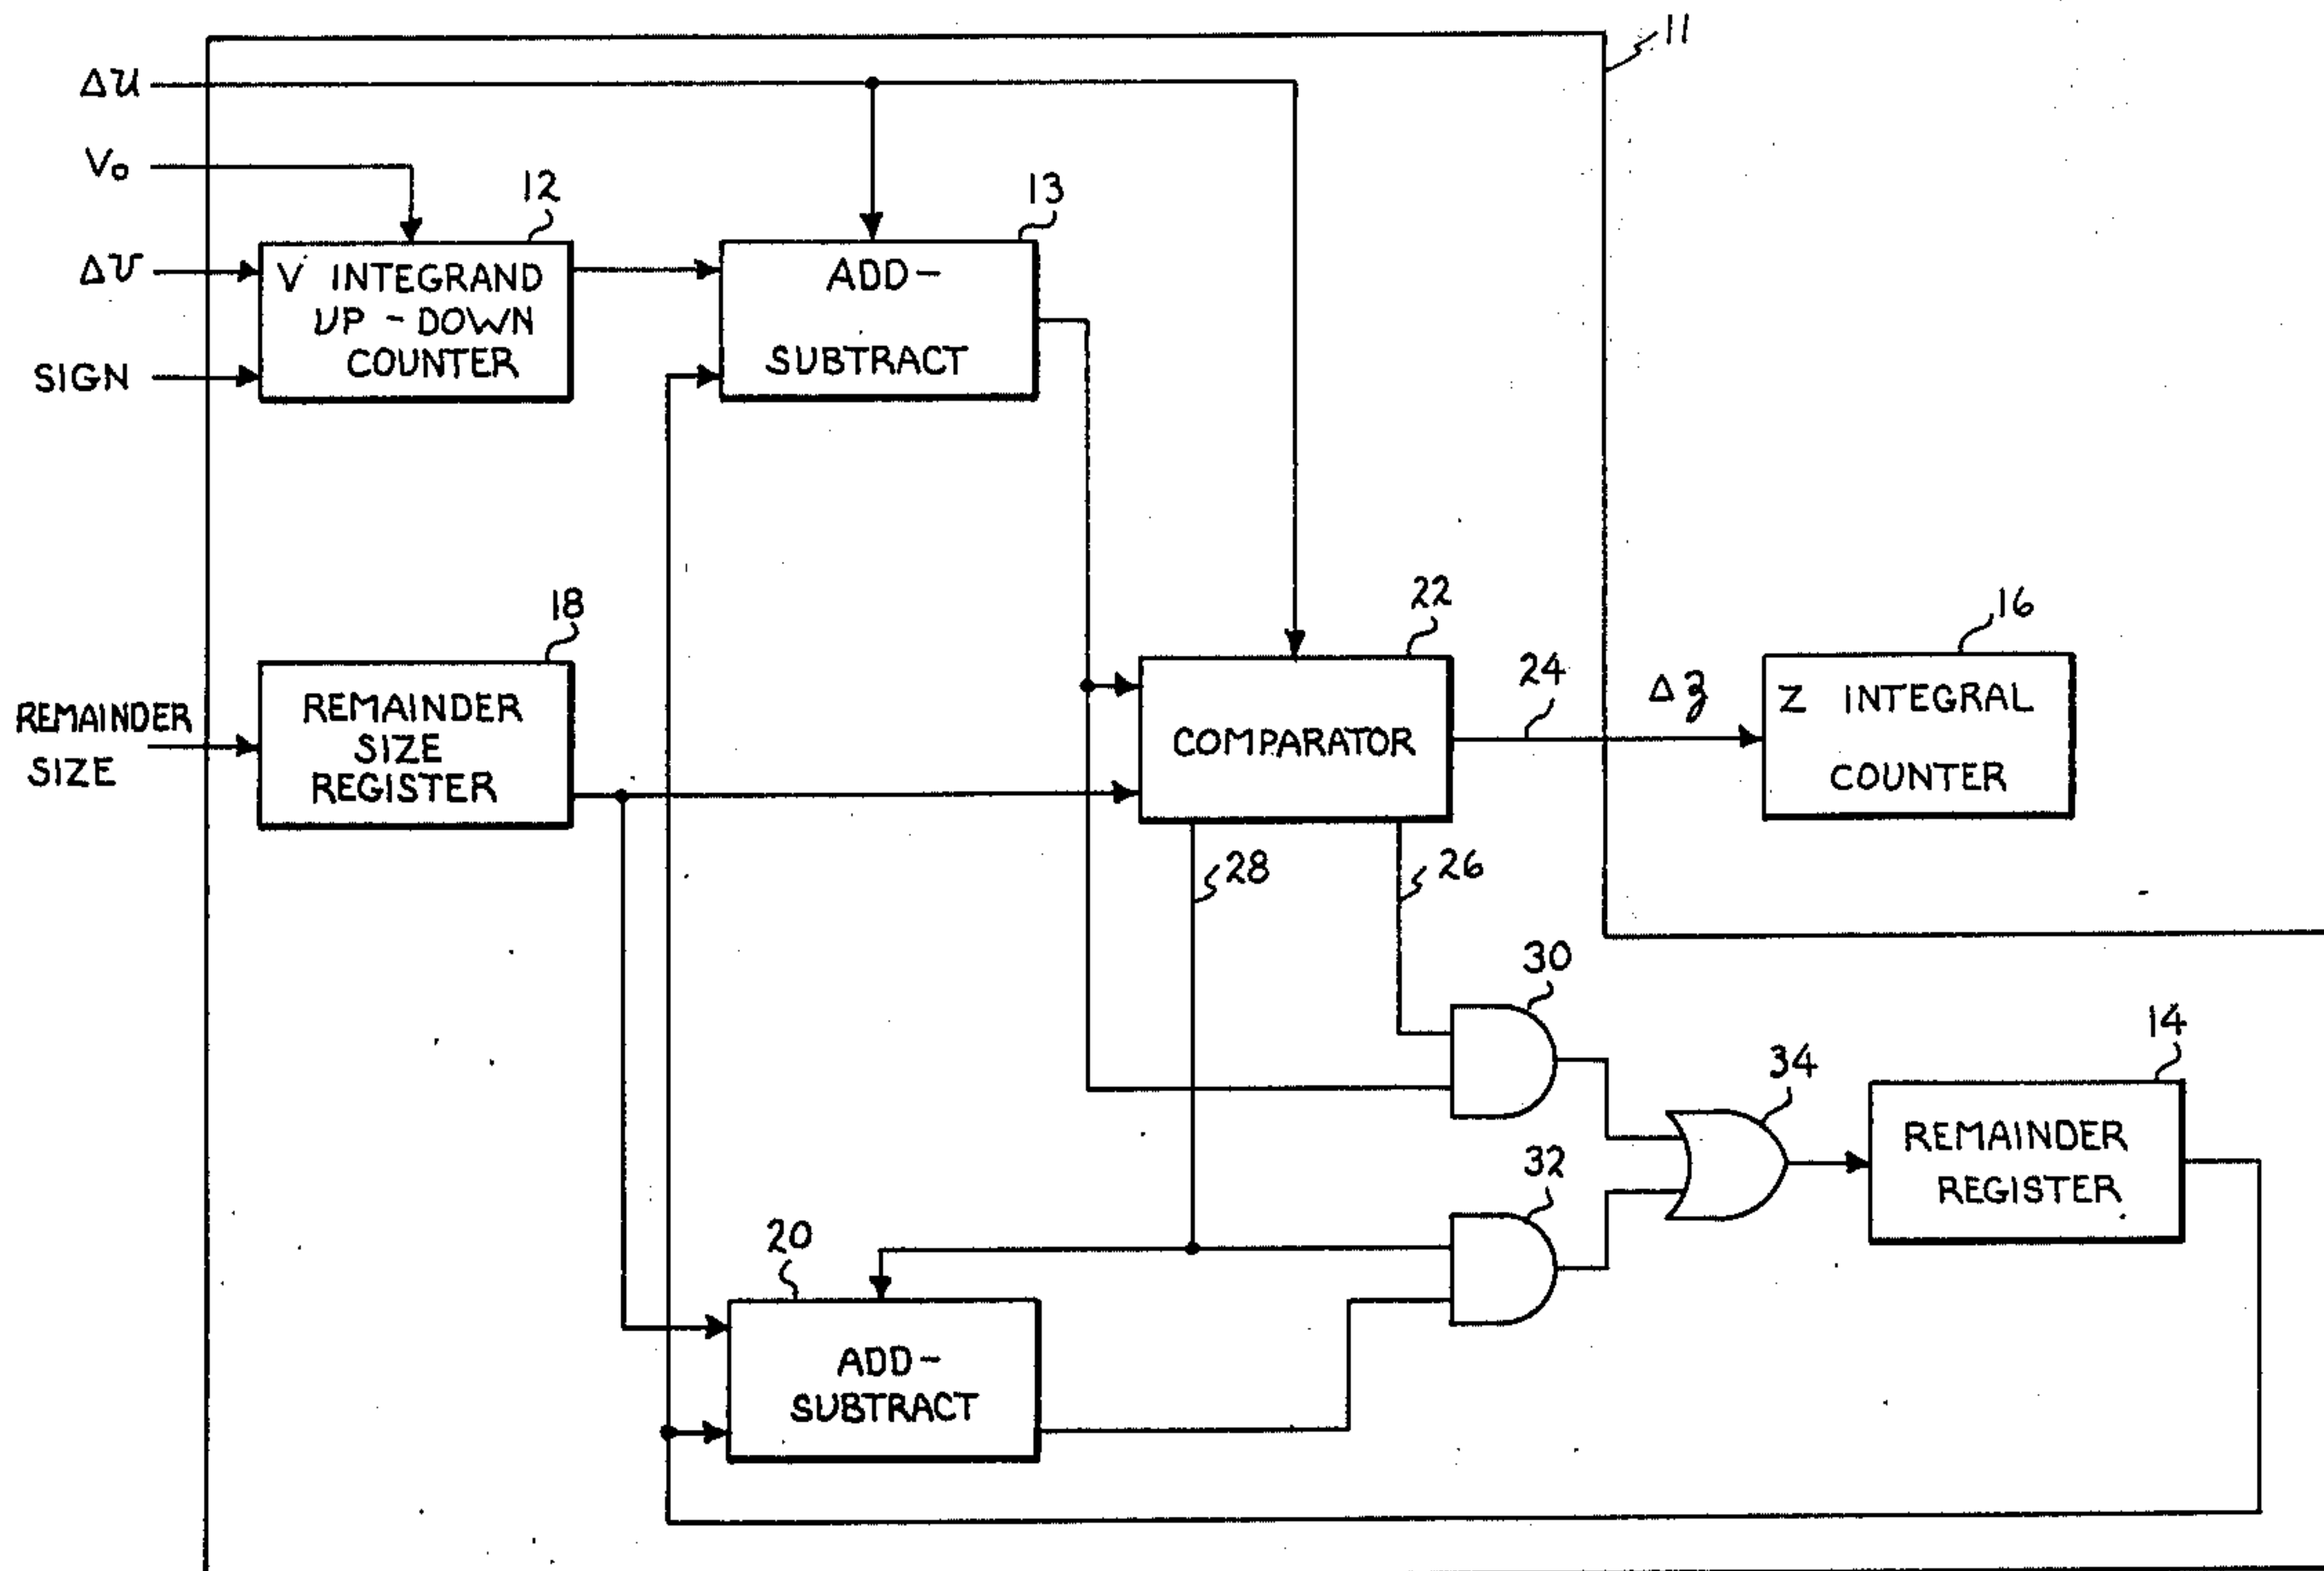 11
ΔU
V₀
12
13
ΔV
V INTEGRAND
UP - DOWN
COUNTER
ADD -
SUBTRACT
SIGN
18
22
16
24
Δz
REMAINDER
SIZE
REMAINDER
SIZE
REGISTER
COMPARATOR
Z INTEGRAL
COUNTER
28
26
30
14
34
REMAINDER
REGISTER
32
20
ADD -
SUBTRACT